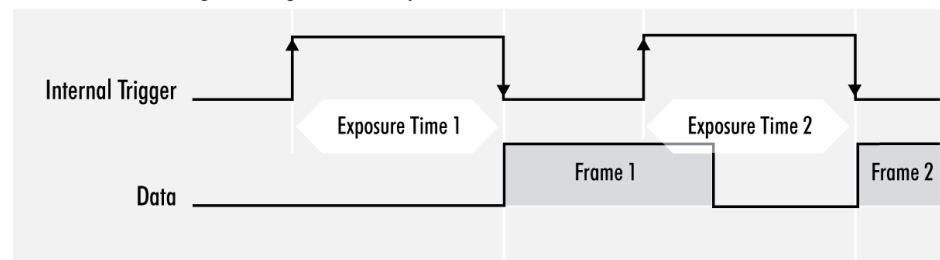 Internal Trigger
Exposure Time 1
Exposure Time 2
Frame 1
Frame 2
Data